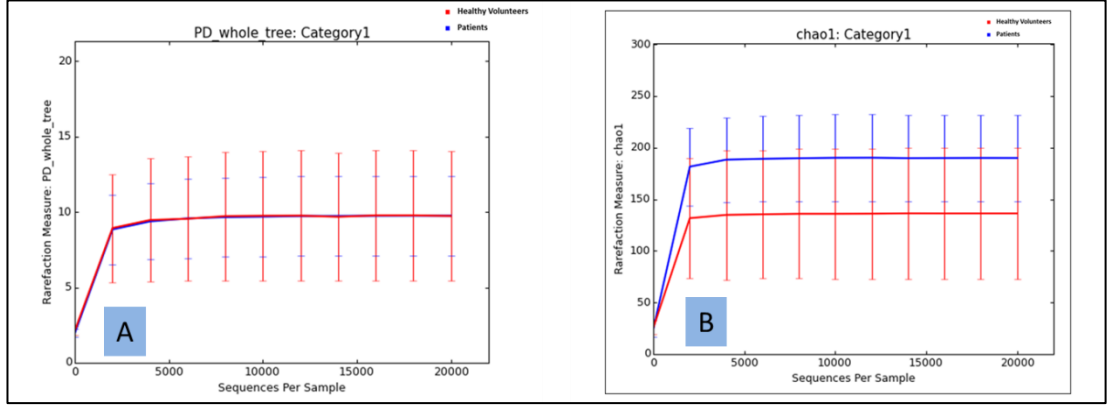 Healthy Volunteers
Patients
PD_whole_tree: Category1
Rarefaction Measure: PD_whole_tree
20
15
10
5
0
A
0 5000 10000 15000 20000
Sequences Per Sample
Healthy Volunteers
Patients
chao1: Category1
Rarefaction Measure: chao1
300
250
200
150
100
50
0
B
0 5000 10000 15000 20000
Sequences Per Sample